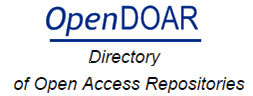 OpenDOAR
Directory
of Open Access Repositories